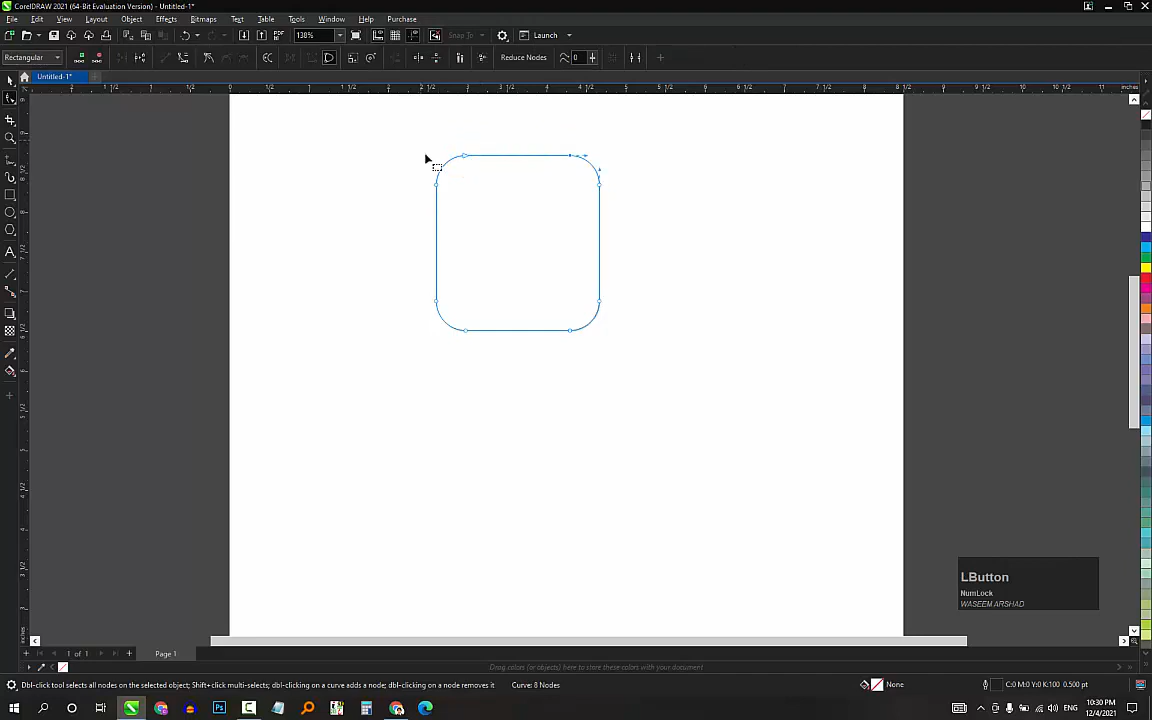 CorelDRAW 2021 (64-Bit Evaluation Version) - Untitled-1*
File Edit View Layout Object Effects Bitmaps Text Table Tools Window Help Purchase
138% Snap To Launch
Rectangular Reduce Nodes 0
Untitled-1*
inches
LButton
NumLock
WASEEM ARSHAD
1 of 1 Page 1
Drag colors (or objects) here to store these colors with your document
Dbl-click tool selects all nodes on the selected object; Shift+click multi-selects; dbl-clicking on a curve adds a node; dbl-clicking on a node removes it Curve: 8 Nodes None C:0 M:0 Y:0 K:100 0.500 pt
ENG 10:30 PM
12/4/2021